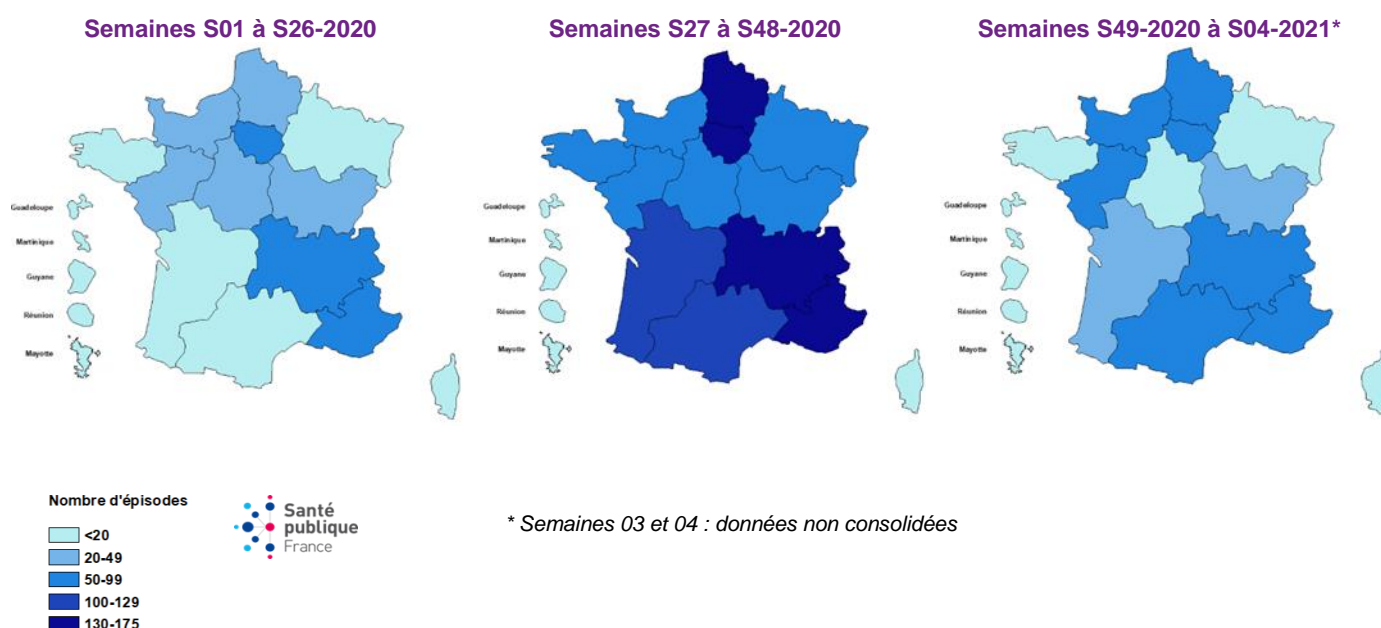 Semaines S01 à S26-2020
Semaines S27 à S48-2020
Semaines S49-2020 à S04-2021*
Guadeloupe
Martinique
Guyane
Réunion
Mayotte
Guadeloupe
Martinique
Guyane
Réunion
Mayotte
Guadeloupe
Martinique
Guyane
Réunion
Mayotte
Nombre d'épisodes
<20
20-49
50-99
100-129
130-175
Santé
publique
France
* Semaines 03 et 04 : données non consolidées